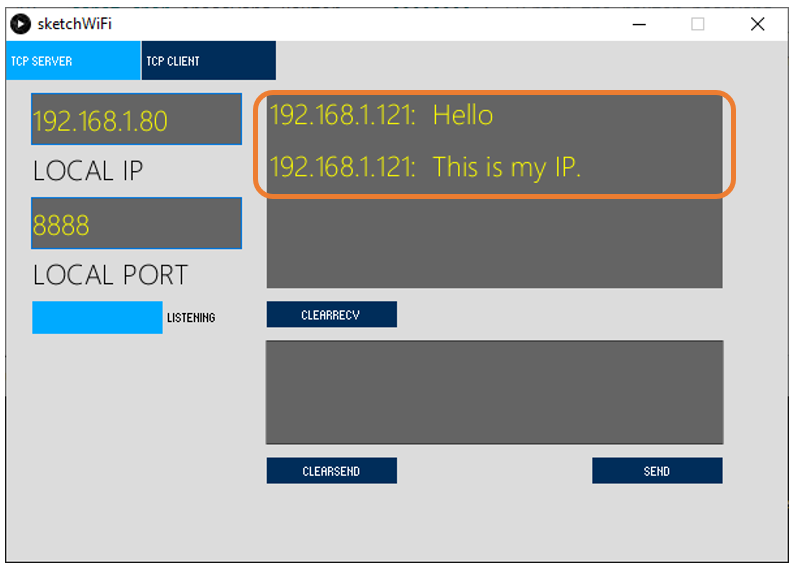 sketchWiFi
TCP SERVER
TCP CLIENT
192.168.1.80
LOCAL IP
8888
LOCAL PORT
LISTENING
192.168.1.121: Hello
192.168.1.121: This is my IP.
CLEARRECV
CLEARSEND
SEND